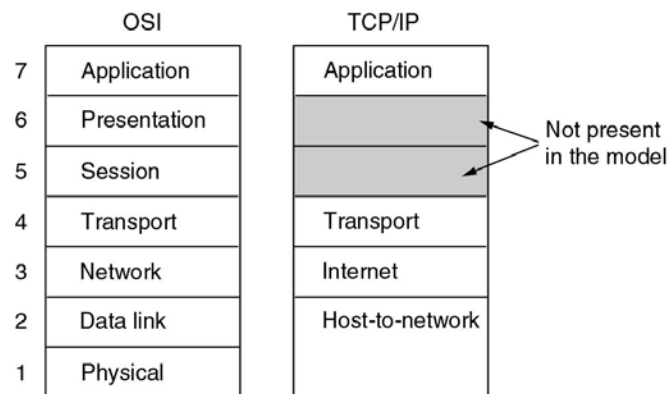 OSI TCP/IP
7 Application Application
6 Presentation
5 Session
Not present
in the model
4 Transport Transport
3 Network Internet
2 Data link Host-to-network
1 Physical